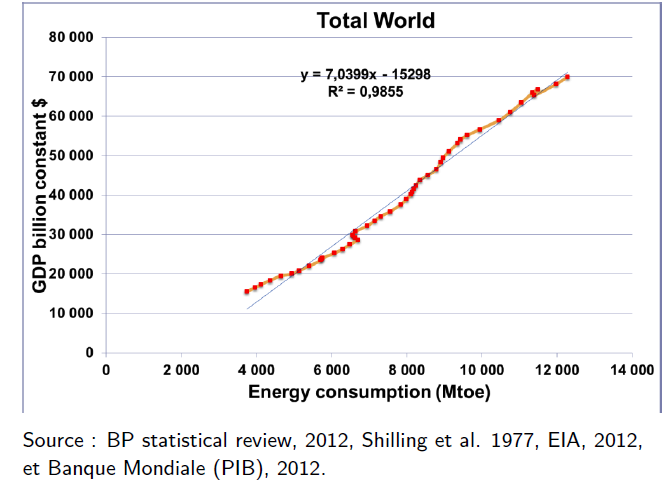 Total World
80 000
70 000
60 000
50 000
40 000
30 000
20 000
10 000
0
GDP billion constant $
y = 7,0399x - 15298
R² = 0,9855
0 2 000 4 000 6 000 8 000 10 000 12 000 14 000
Energy consumption (Mtoe)
Source : BP statistical review, 2012, Shilling et al. 1977, EIA, 2012,
et Banque Mondiale (PIB), 2012.